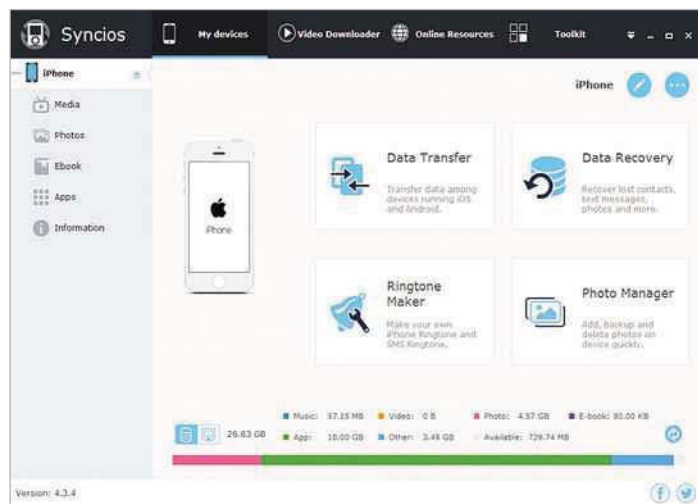 Syncios
My devices
Video Downloader
Online Resources
Toolkit
iPhone
Media
Photos
Ebook
Apps
Information
iPhone
iPhone
Data Transfer
Transfer data among
devices running iOS
and Android.
Data Recovery
Recover lost contacts,
text messages,
photos and more.
Ringtone
Maker
Make your own
iPhone Ringtone and
SMS Ringtone.
Photo Manager
Add, backup and
delete photos on
device quickly.
26.63 GB
Music: 57.15 MB Video: 0 B Photo: 4.57 GB E-book: 80.00 KB
App: 18.00 GB Other: 3.49 GB Available: 729.74 MB
Version: 4.3.4